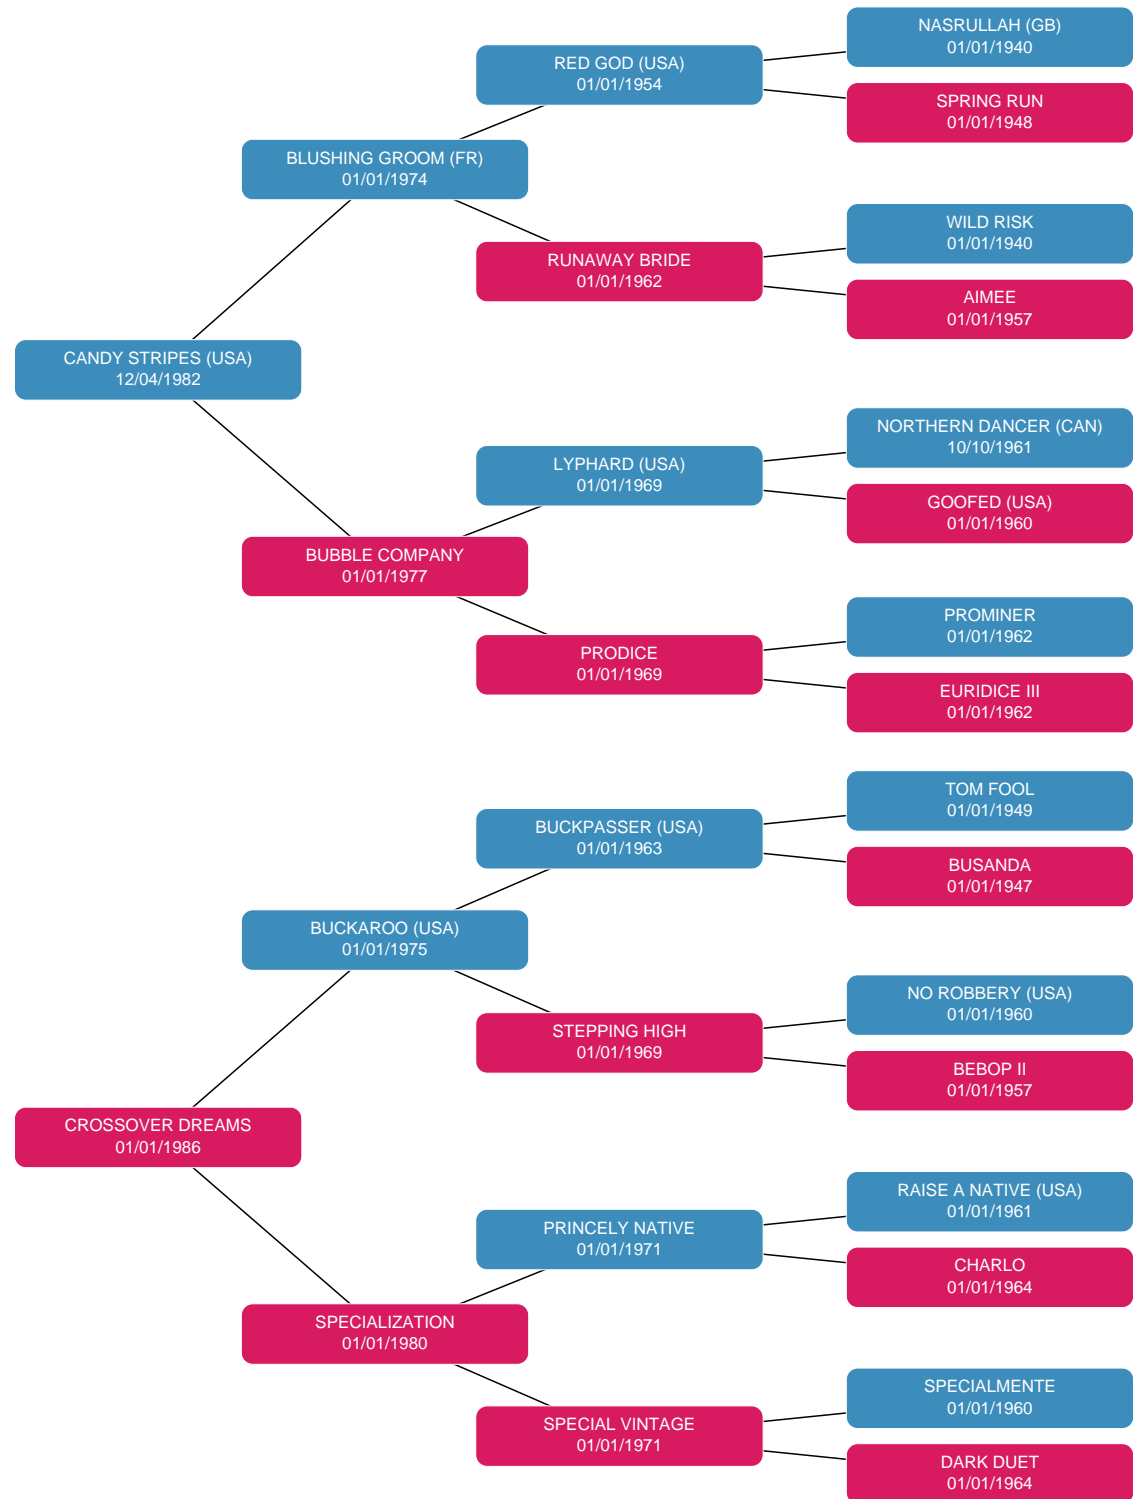 NASRULLAH (GB)
01/01/1940
RED GOD (USA)
01/01/1954
SPRING RUN
01/01/1948
BLUSHING GROOM (FR)
01/01/1974
WILD RISK
01/01/1940
RUNAWAY BRIDE
01/01/1962
AIMEE
01/01/1957
CANDY STRIPES (USA)
12/04/1982
NORTHERN DANCER (CAN)
10/10/1961
LYPHARD (USA)
01/01/1969
GOOFED (USA)
01/01/1960
BUBBLE COMPANY
01/01/1977
PROMINER
01/01/1962
PRODICE
01/01/1969
EURIDICE III
01/01/1962
TOM FOOL
01/01/1949
BUCKPASSER (USA)
01/01/1963
BUSANDA
01/01/1947
BUCKAROO (USA)
01/01/1975
NO ROBBERY (USA)
01/01/1960
STEPPING HIGH
01/01/1969
BEBOP II
01/01/1957
CROSSOVER DREAMS
01/01/1986
RAISE A NATIVE (USA)
01/01/1961
PRINCELY NATIVE
01/01/1971
CHARLO
01/01/1964
SPECIALIZATION
01/01/1980
SPECIALMENTE
01/01/1960
SPECIAL VINTAGE
01/01/1971
DARK DUET
01/01/1964